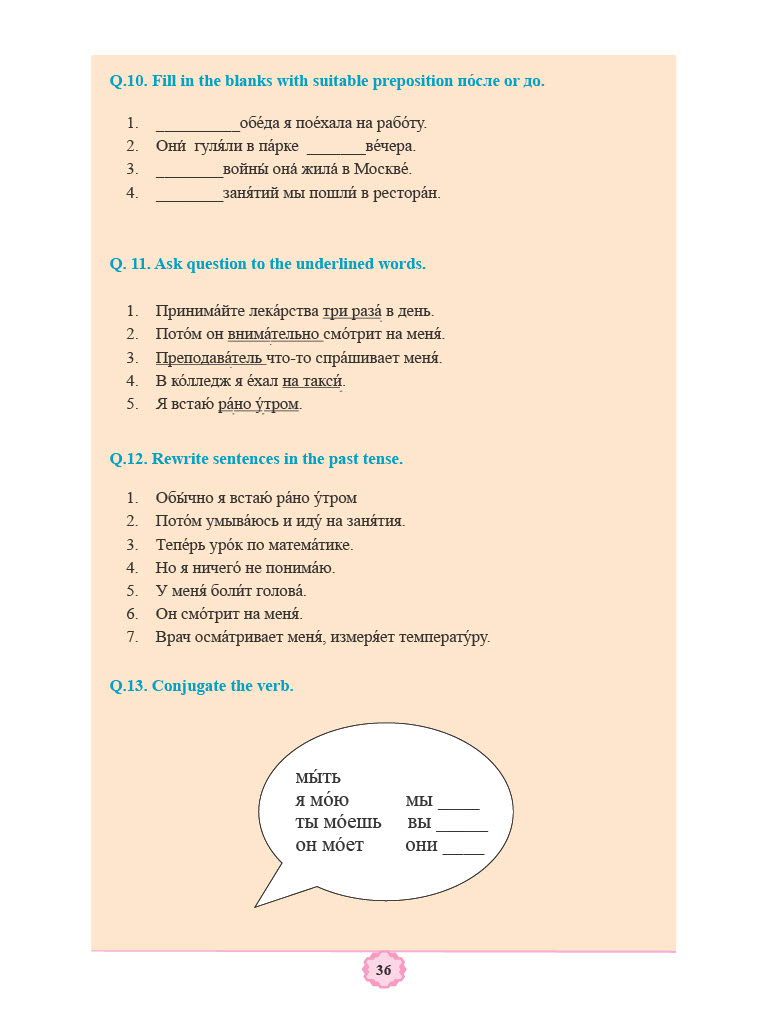 Q.10. Fill in the blanks with suitable preposition по́сле or до.
1. __________обе́да я пое́хала на рабо́ту.
2. Они́ гуля́ли в па́рке _______ве́чера.
3. ________войны́ она́ жила́ в Москве́.
4. ________заня́тий мы пошли́ в рестора́н.
Q. 11. Ask question to the underlined words.
1. Принима́йте лека́рства три раза́ в день.
2. Пото́м он внима́тельно смо́трит на меня́.
3. Преподава́тель что-то спра́шивает меня́.
4. В ко́лледж я е́хал на такси́.
5. Я встаю́ ра́но у́тром.
Q.12. Rewrite sentences in the past tense.
1. Обы́чно я встаю́ ра́но у́тром
2. Пото́м умыва́юсь и иду́ на заня́тия.
3. Тепе́рь уро́к по матема́тике.
4. Но я ничего́ не понима́ю.
5. У меня́ боли́т голова́.
6. Он смо́трит на меня́.
7. Врач осма́тривает меня́, измеря́ет температу́ру.
Q.13. Conjugate the verb.
мы́ть
я мо́ю мы ____
ты мо́ешь вы _____
он мо́ет они ____
36